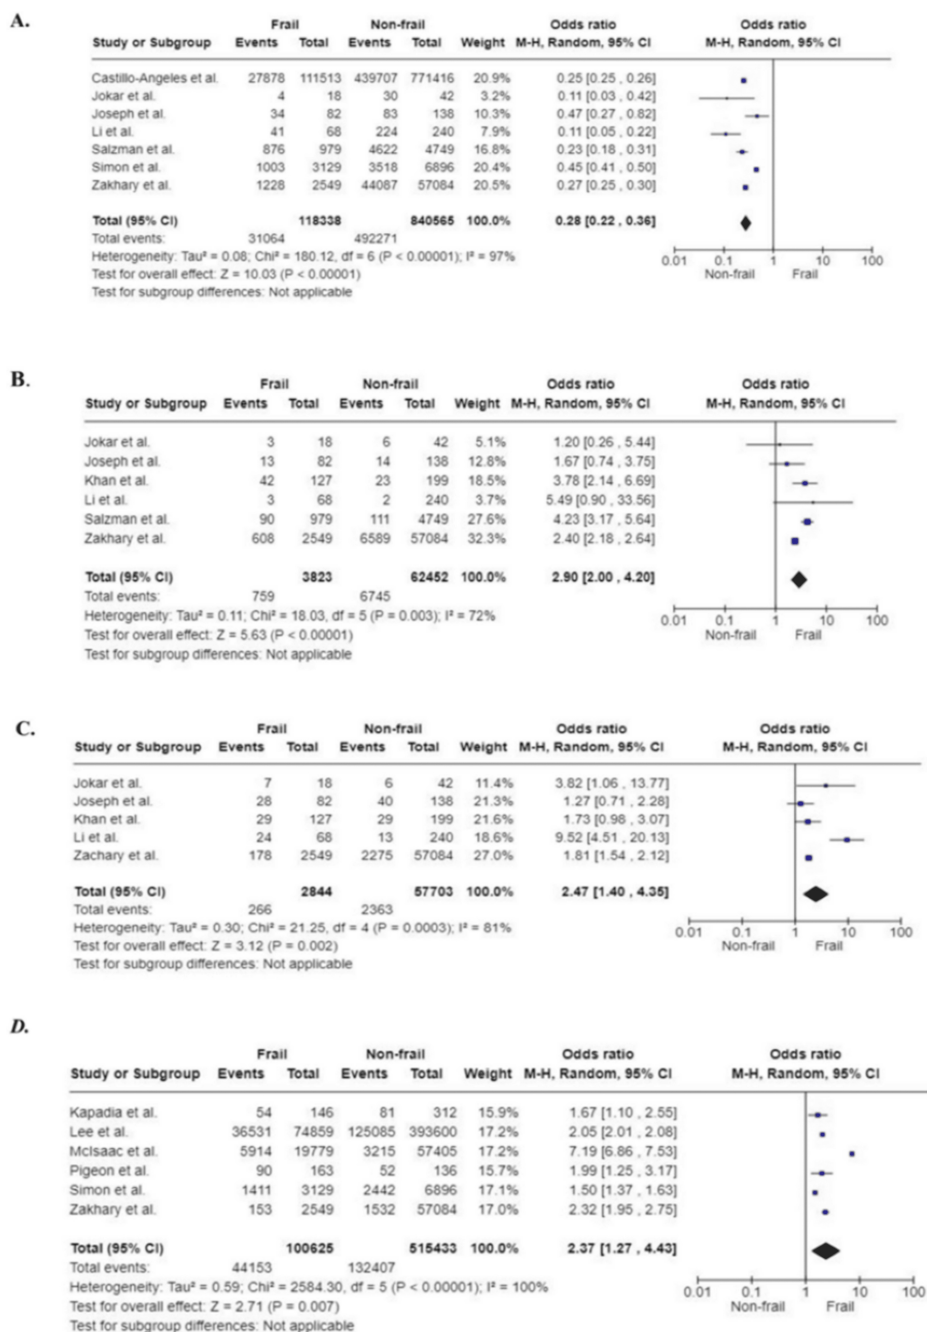 A.
Frail Non-frail Odds ratio Odds ratio
Study or Subgroup Events Total Events Total Weight M-H, Random, 95% CI M-H, Random, 95% CI
Castillo-Angeles et al. 27878 111513 439707 771416 20.9% 0.25 [0.25 , 0.26]
Jokar et al. 4 18 30 42 3.2% 0.11 [0.03 , 0.42]
Joseph et al. 34 82 83 138 10.3% 0.47 [0.27 , 0.82]
Li et al. 41 68 224 240 7.9% 0.11 [0.05 , 0.22]
Salzman et al. 876 979 4622 4749 16.8% 0.23 [0.18 , 0.31]
Simon et al. 1003 3129 3518 6896 20.4% 0.45 [0.41 , 0.50]
Zakhary et al. 1228 2549 44087 57084 20.5% 0.27 [0.25 , 0.30]
Total (95% CI) 118338 840565 100.0% 0.28 [0.22 , 0.36]
Total events: 31064 492271
Heterogeneity: Tau² = 0.08; Chi² = 180.12, df = 6 (P < 0.00001); I² = 97%
0.01 0.1 1 10 100
Test for overall effect: Z = 10.03 (P < 0.00001)
Non-frail Frail
Test for subgroup differences: Not applicable
B.
Frail Non-frail Odds ratio Odds ratio
Study or Subgroup Events Total Events Total Weight M-H, Random, 95% CI M-H, Random, 95% CI
Jokar et al. 3 18 6 42 5.1% 1.20 [0.26 , 5.44]
Joseph et al. 13 82 14 138 12.8% 1.67 [0.74 , 3.75]
Khan et al. 42 127 23 199 18.5% 3.78 [2.14 , 6.69]
Li et al. 3 68 2 240 3.7% 5.49 [0.90 , 33.56]
Salzman et al. 90 979 111 4749 27.6% 4.23 [3.17 , 5.64]
Zakhary et al. 608 2549 6589 57084 32.3% 2.40 [2.18 , 2.64]
Total (95% CI) 3823 62452 100.0% 2.90 [2.00 , 4.20]
Total events: 759 6745
Heterogeneity: Tau² = 0.11; Chi² = 18.03, df = 5 (P = 0.003); I² = 72%
0.01 0.1 1 10 100
Test for overall effect: Z = 5.63 (P < 0.00001)
Non-frail Frail
Test for subgroup differences: Not applicable
C.
Frail Non-frail Odds ratio Odds ratio
Study or Subgroup Events Total Events Total Weight M-H, Random, 95% CI M-H, Random, 95% CI
Jokar et al. 7 18 6 42 11.4% 3.82 [1.06 , 13.77]
Joseph et al. 28 82 40 138 21.3% 1.27 [0.71 , 2.28]
Khan et al. 29 127 29 199 21.6% 1.73 [0.98 , 3.07]
Li et al. 24 68 13 240 18.6% 9.52 [4.51 , 20.13]
Zachary et al. 178 2549 2275 57084 27.0% 1.81 [1.54 , 2.12]
Total (95% CI) 2844 57703 100.0% 2.47 [1.40 , 4.35]
Total events: 266 2363
Heterogeneity: Tau² = 0.30; Chi² = 21.25, df = 4 (P = 0.0003); I² = 81%
0.01 0.1 1 10 100
Test for overall effect: Z = 3.12 (P = 0.002)
Non-frail Frail
Test for subgroup differences: Not applicable
D.
Frail Non-frail Odds ratio Odds ratio
Study or Subgroup Events Total Events Total Weight M-H, Random, 95% CI M-H, Random, 95% CI
Kapadia et al. 54 146 81 312 15.9% 1.67 [1.10 , 2.55]
Lee et al. 36531 74859 125085 393600 17.2% 2.05 [2.01 , 2.08]
McIsaac et al. 5914 19779 3215 57405 17.2% 7.19 [6.86 , 7.53]
Pigeon et al. 90 163 52 136 15.7% 1.99 [1.25 , 3.17]
Simon et al. 1411 3129 2442 6896 17.1% 1.50 [1.37 , 1.63]
Zakhary et al. 153 2549 1532 57084 17.0% 2.32 [1.95 , 2.75]
Total (95% CI) 100625 515433 100.0% 2.37 [1.27 , 4.43]
Total events: 44153 132407
Heterogeneity: Tau² = 0.59; Chi² = 2584.30, df = 5 (P < 0.00001); I² = 100%
0.01 0.1 1 10 100
Test for overall effect: Z = 2.71 (P = 0.007)
Non-frail Frail
Test for subgroup differences: Not applicable